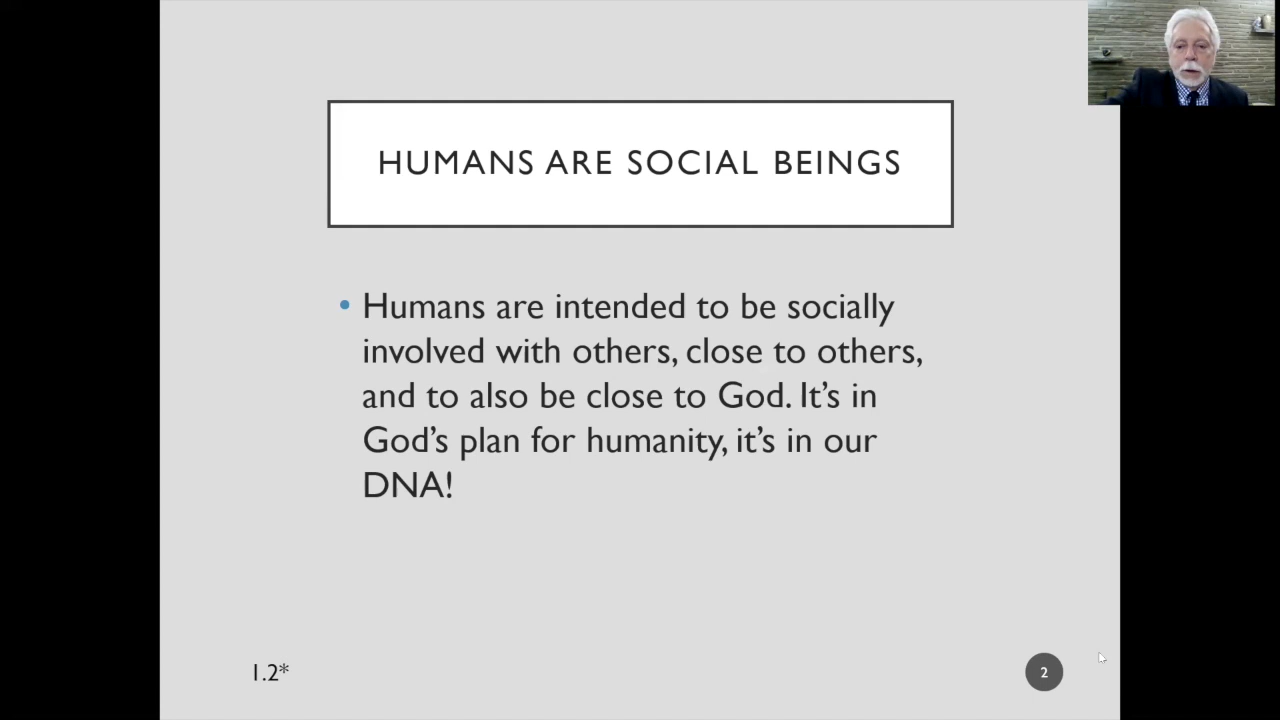 HUMANS ARE SOCIAL BEINGS
• Humans are intended to be socially
involved with others, close to others,
and to also be close to God. It’s in
God’s plan for humanity, it’s in our
DNA!
1.2*
2